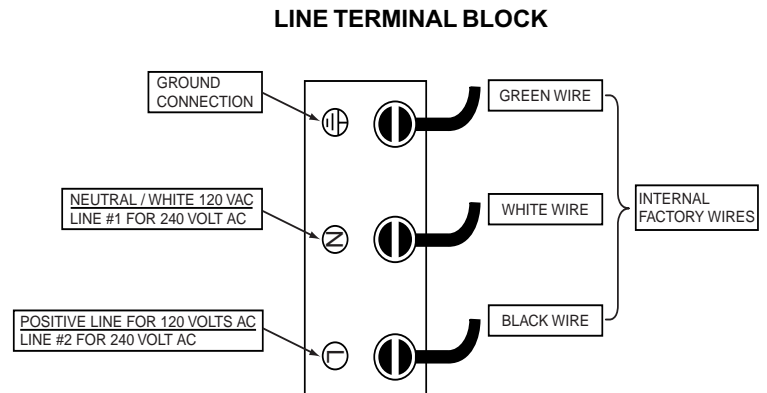 LINE TERMINAL BLOCK
GROUND
CONNECTION
GREEN WIRE
NEUTRAL / WHITE 120 VAC
LINE #1 FOR 240 VOLT AC
N
WHITE WIRE
INTERNAL
FACTORY WIRES
POSITIVE LINE FOR 120 VOLTS AC
LINE #2 FOR 240 VOLT AC
L
BLACK WIRE